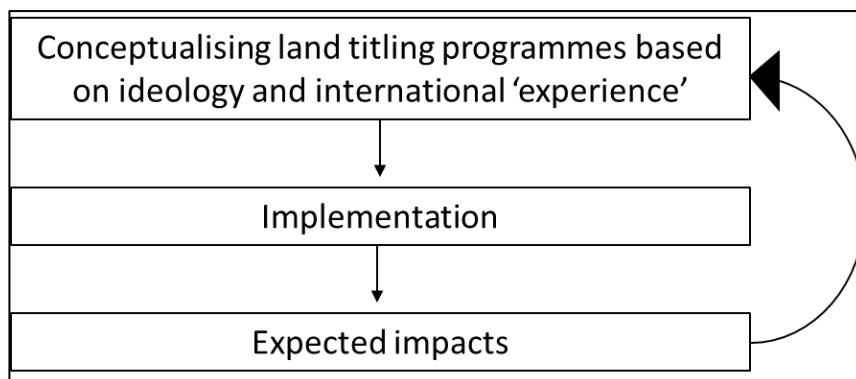 Conceptualising land titling programmes based
on ideology and international ‘experience’
Implementation
Expected impacts